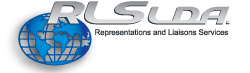 RLS LDA.
Representations and Liaisons Services